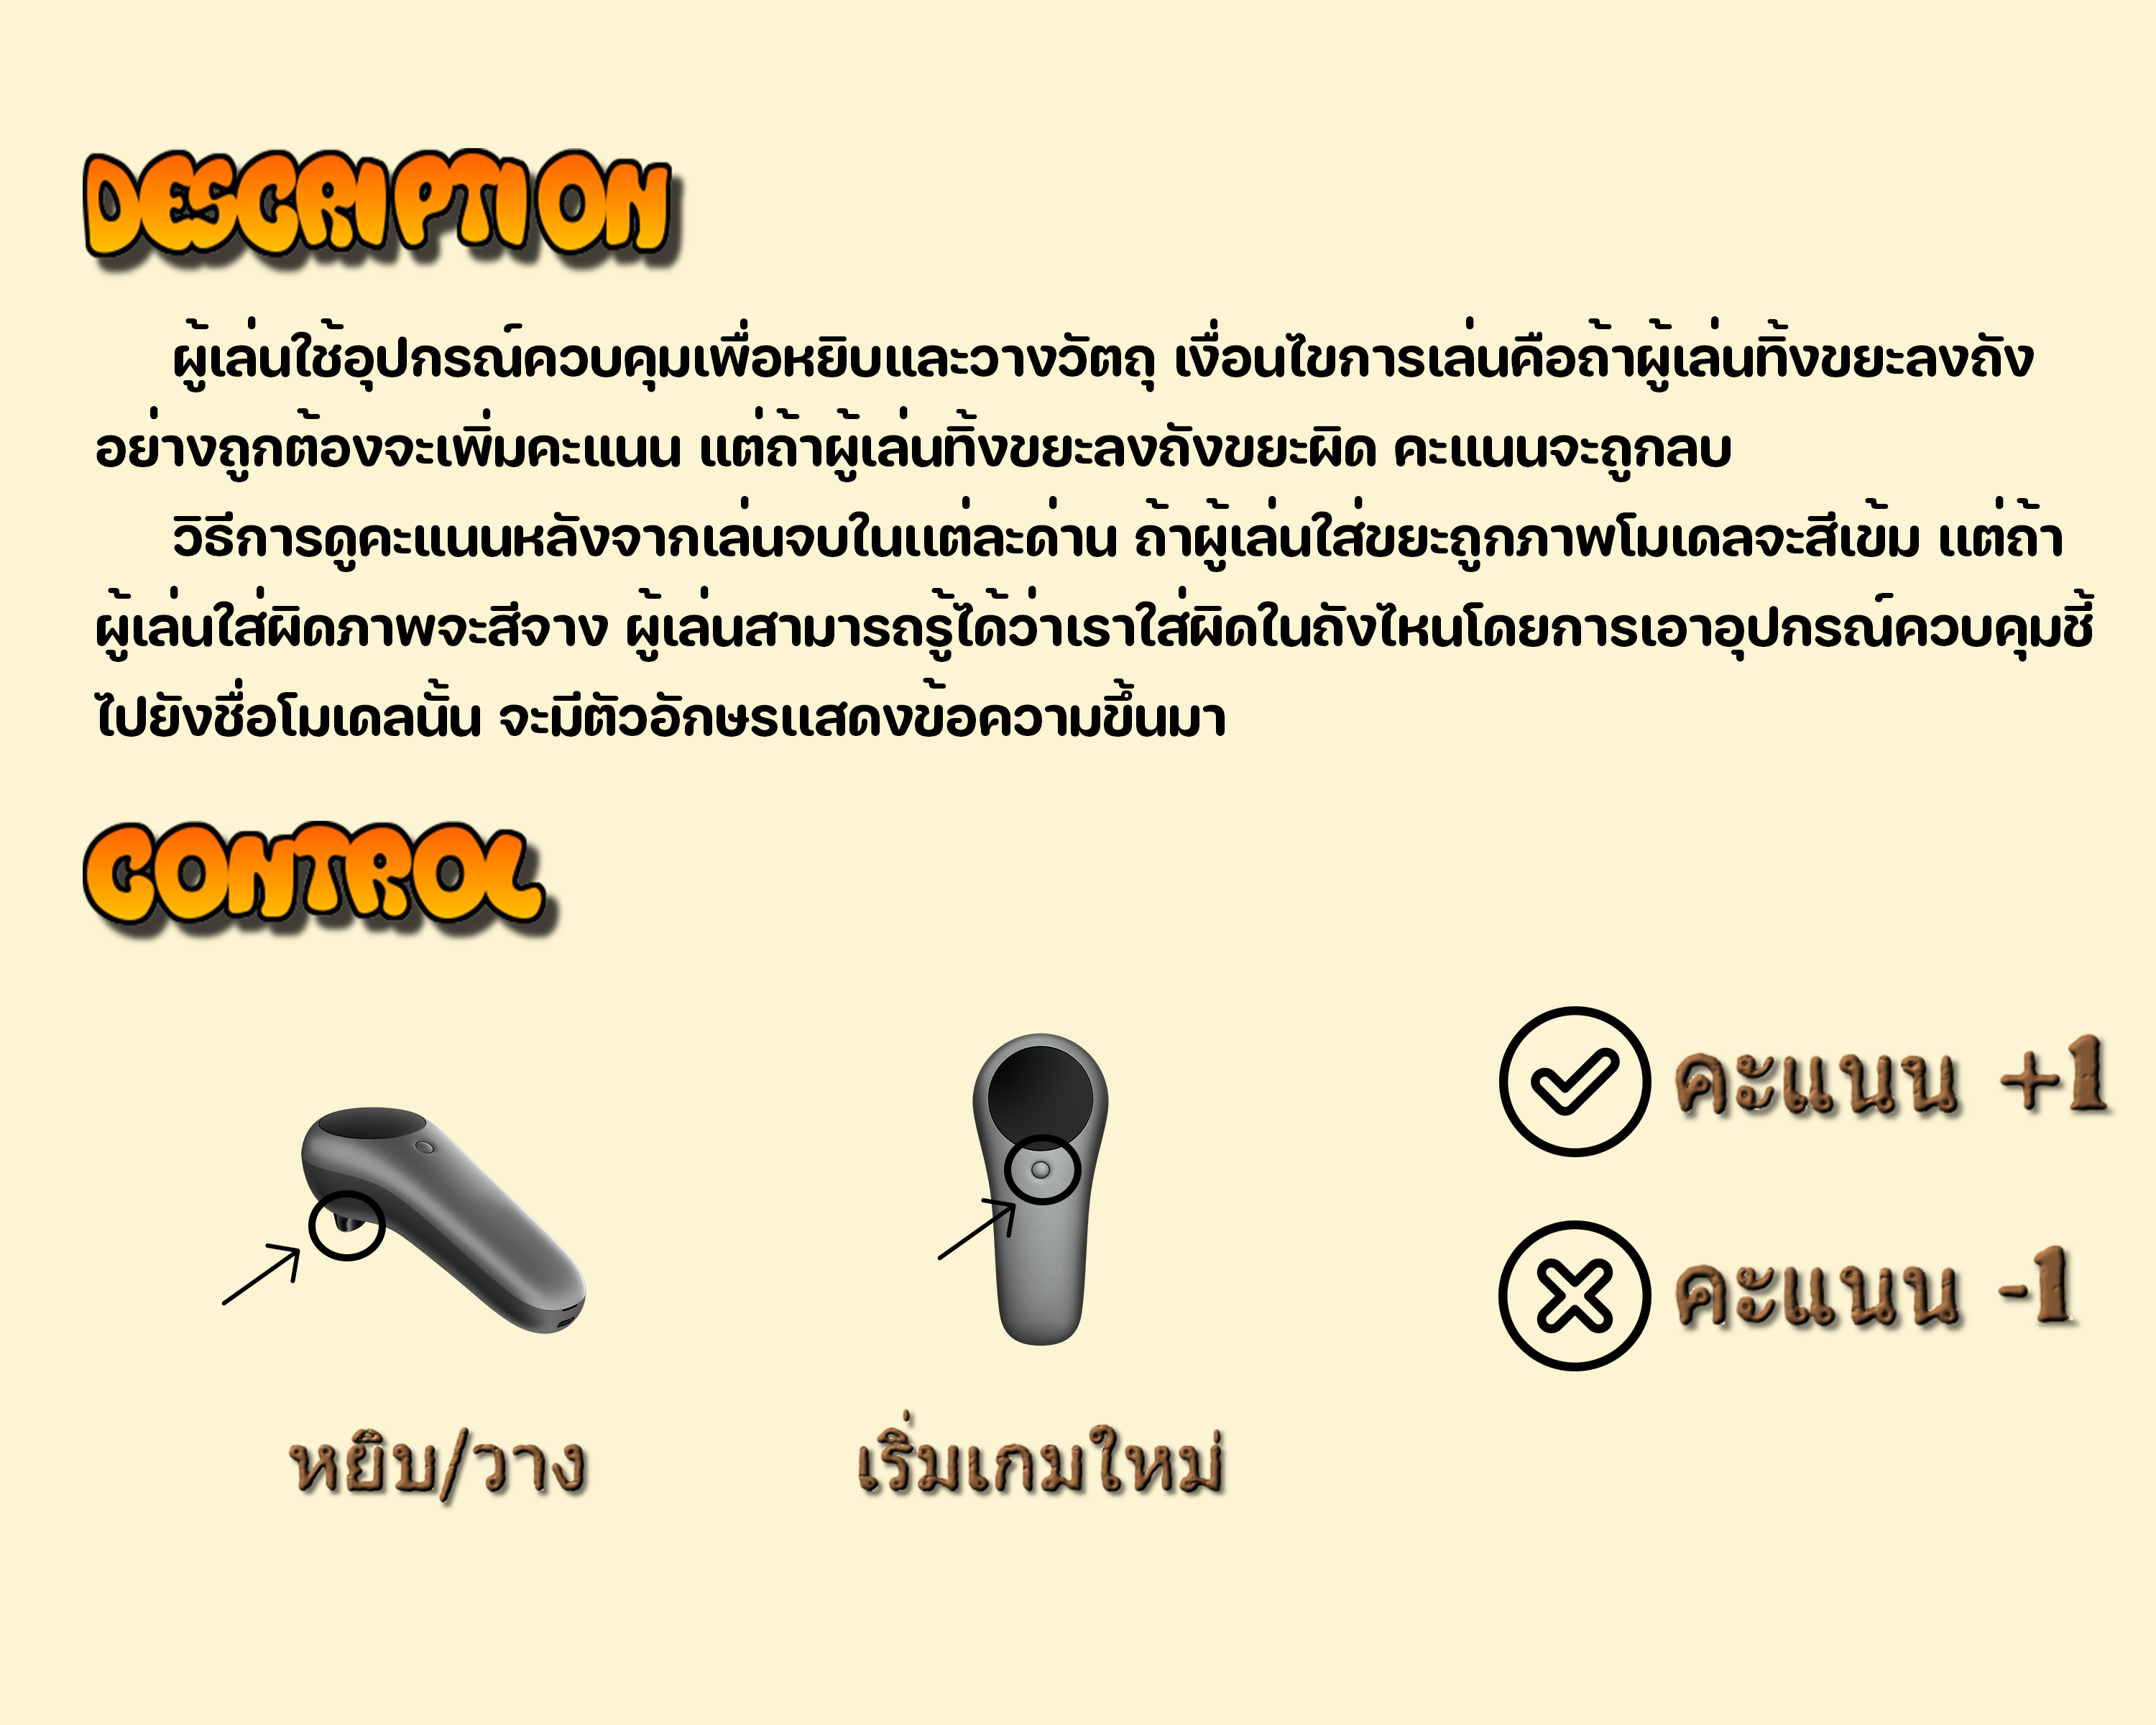 DESCRIPTION
ผู้เล่นใช้อุปกรณ์ควบคุมเพื่อหยิบและวางวัตถุ เงื่อนไขการเล่นคือถ้าผู้เล่นทิ้งขยะลงถัง
อย่างถูกต้องจะเพิ่มคะแนน แต่ถ้าผู้เล่นทิ้งขยะลงถังขยะผิด คะแนนจะถูกลบ
วิธีการดูคะแนนหลังจากเล่นจบในแต่ละด่าน ถ้าผู้เล่นใส่ขยะถูกภาพโมเดลจะสีเข้ม แต่ถ้า
ผู้เล่นใส่ผิดภาพจะสีจาง ผู้เล่นสามารถรู้ได้ว่าเราใส่ผิดในถังไหนโดยการเอาอุปกรณ์ควบคุมชี้
ไปยังชื่อโมเดลนั้น จะมีตัวอักษรแสดงข้อความขึ้นมา
CONTROL
คะแนน +1
คะแนน -1
หยิบ/วาง
เริ่มเกมใหม่